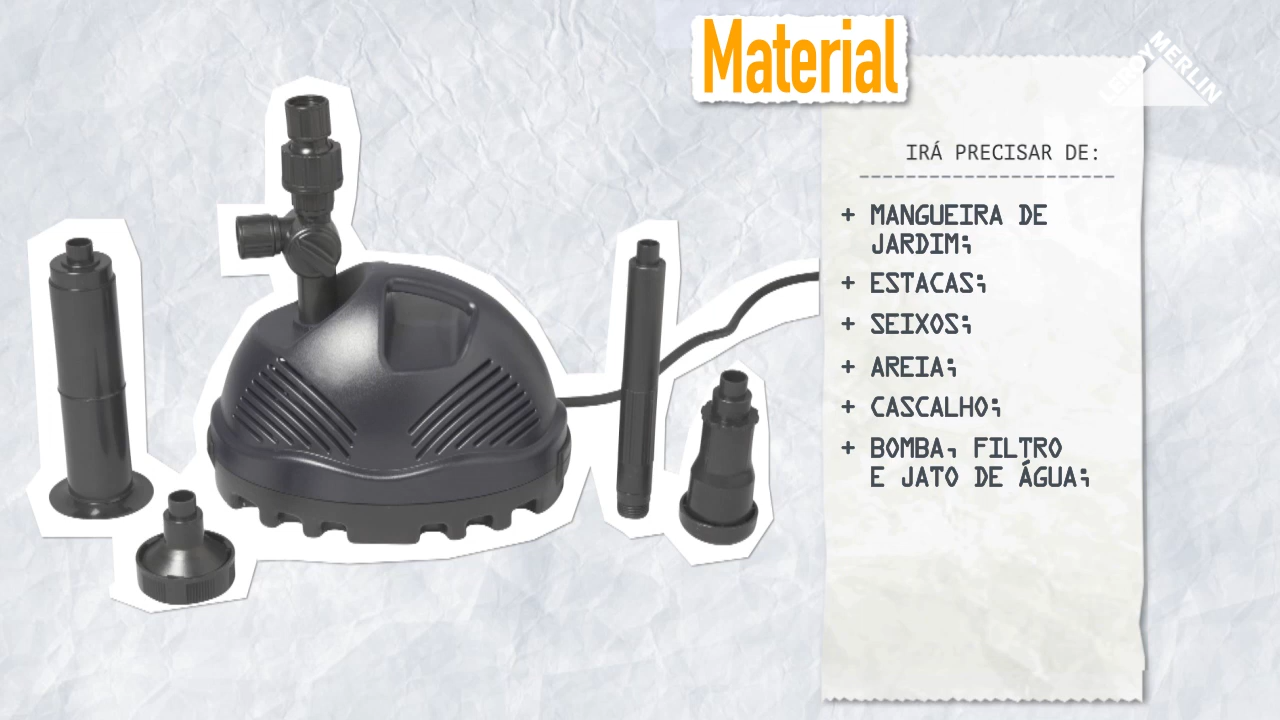 Material
LEROY MERLIN
IRÁ PRECISAR DE:
+ MANGUEIRA DE
JARDIM;
+ ESTACAS;
+ SEIXOS;
+ AREIA;
+ CASCALHO;
+ BOMBA, FILTRO
E JATO DE ÁGUA;